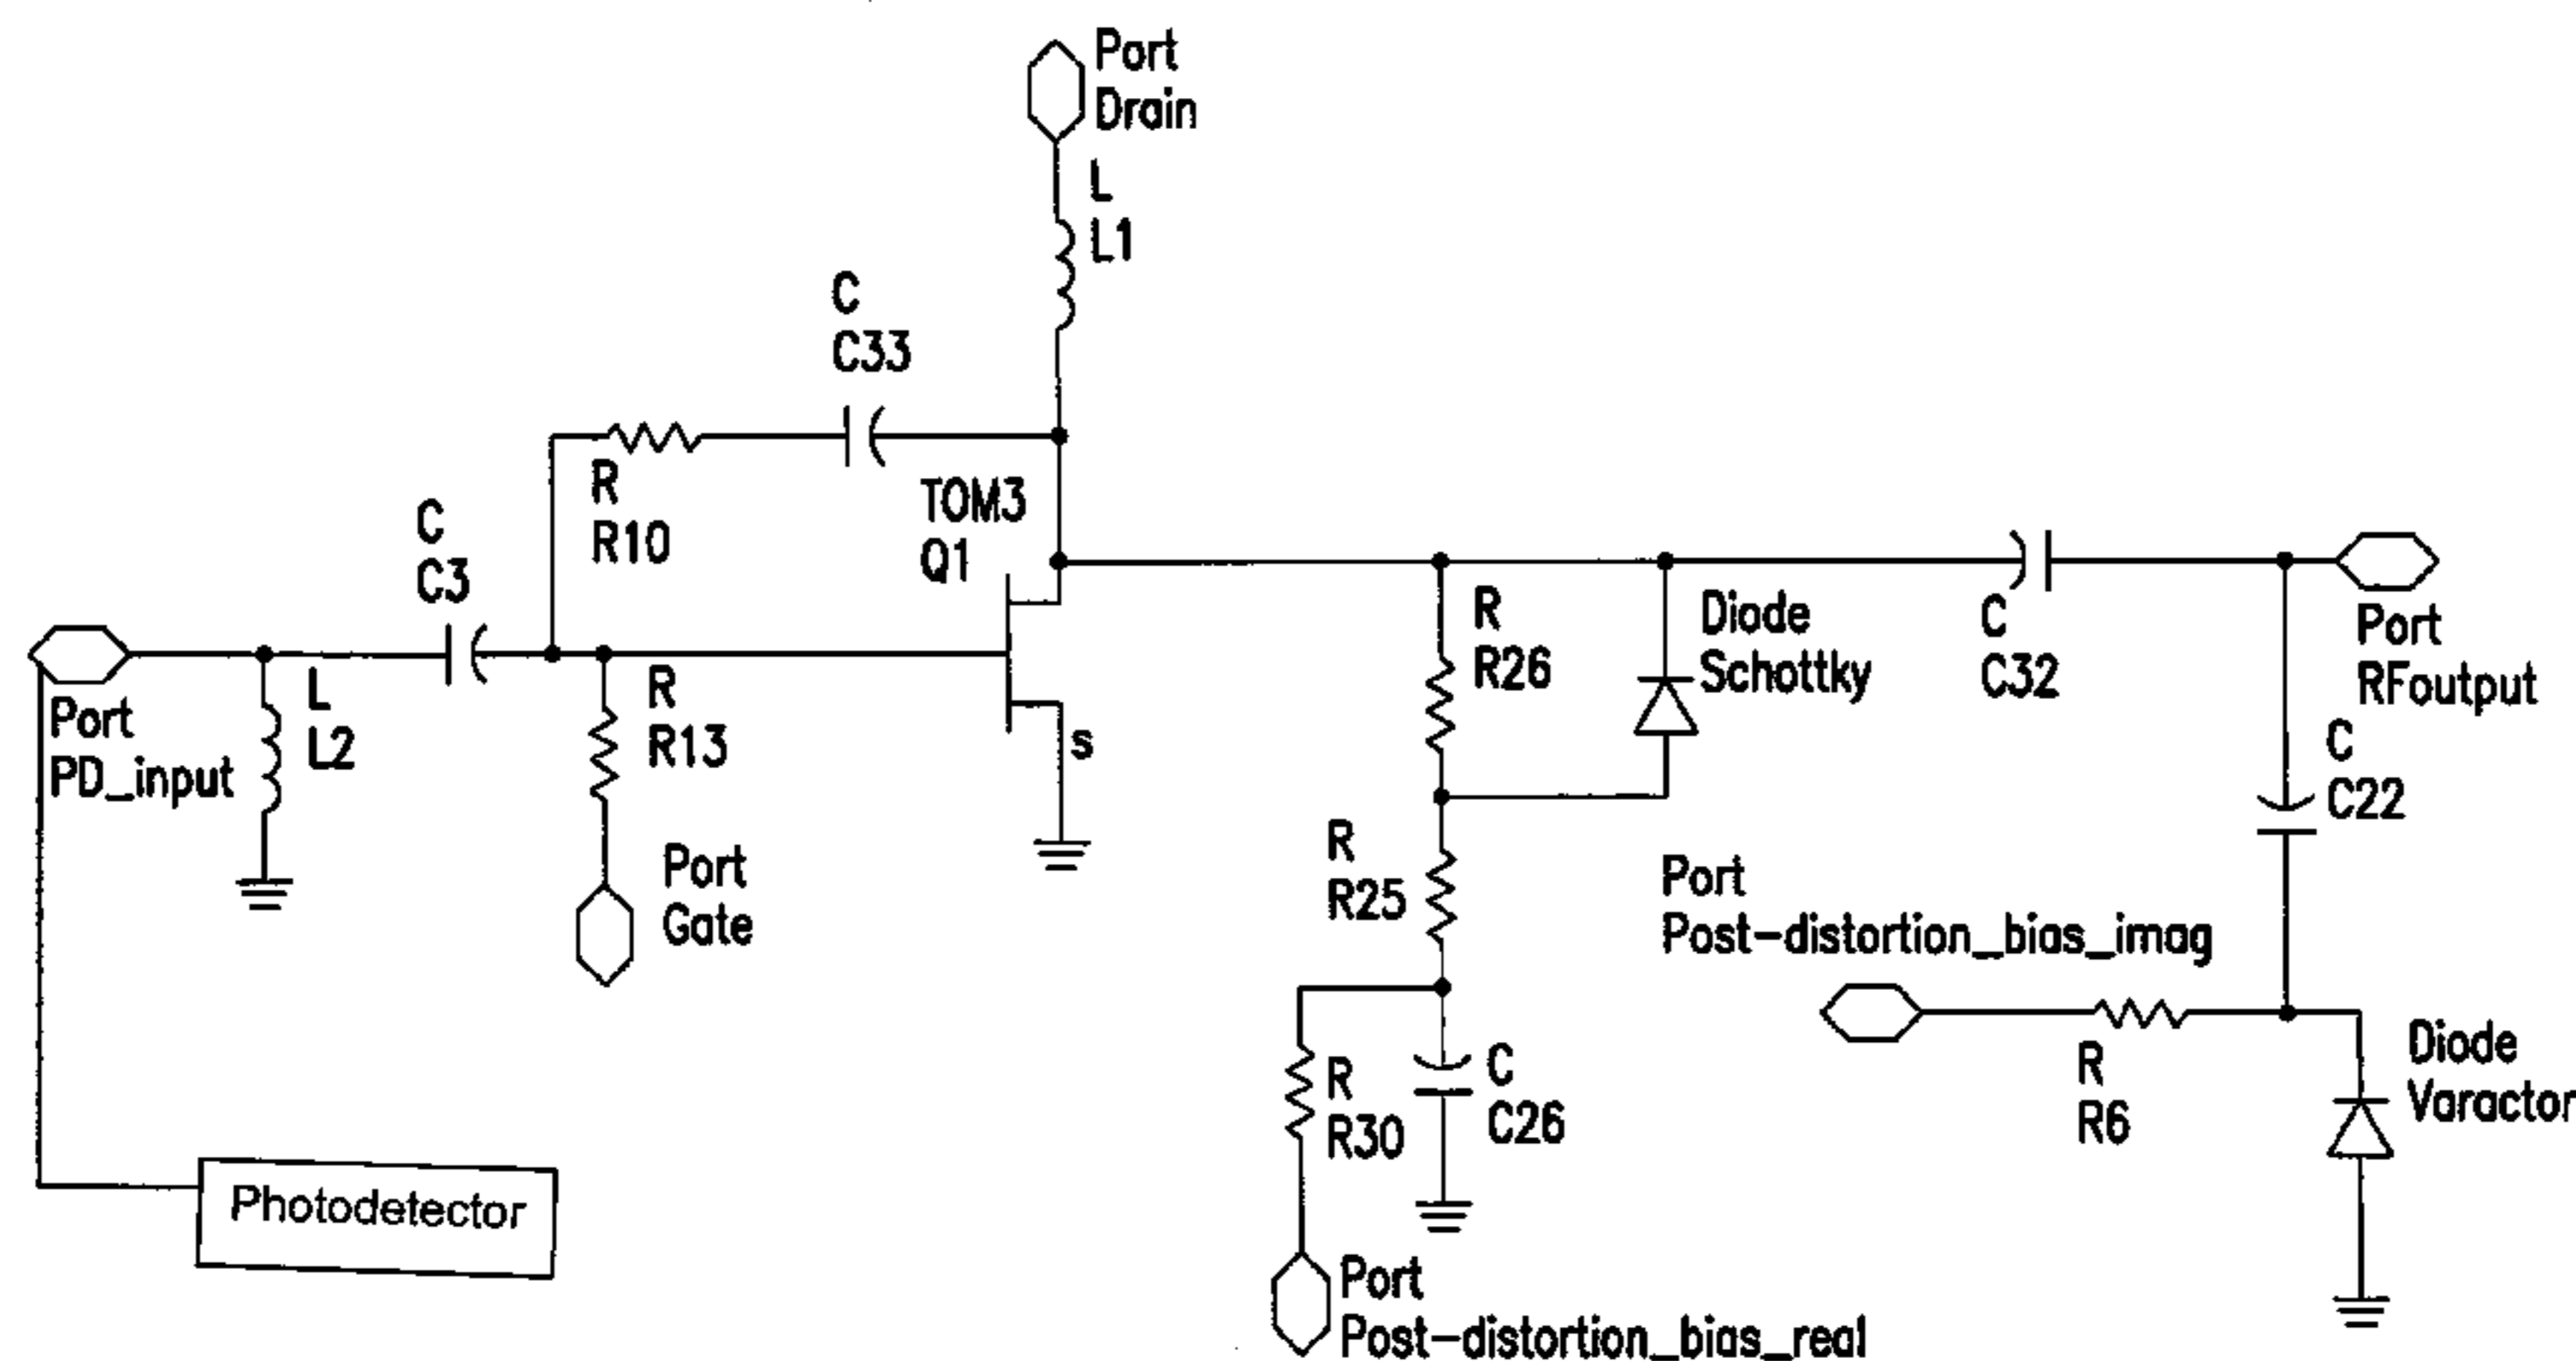 Port
Drain
L
L1
C
C33
R
R10
TOM3
Q1
C
C3
Port
PD_input
L
L2
R
R13
Port
Gate
s
R
R26
Diode
Schottky
C
C32
Port
RFoutput
C
C22
R
R25
Port
Post-distortion_bias_imag
R
R6
Diode
Varactor
R
R30
C
C26
Port
Post-distortion_bias_real
Photodetector